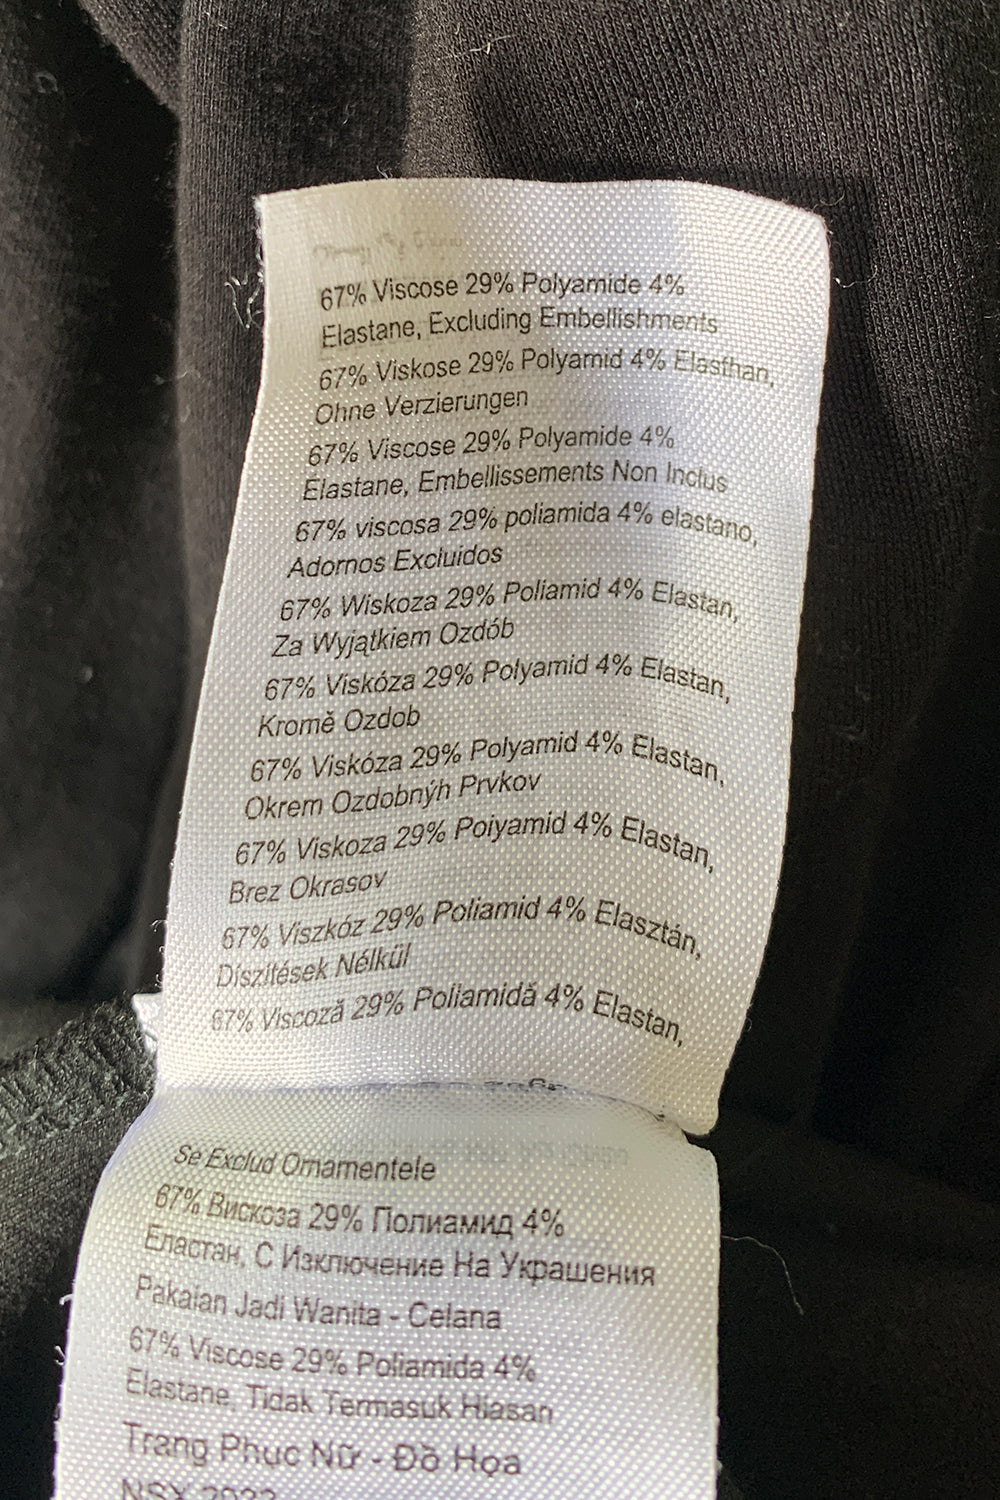 67% Viscose 29% Polyamide 4%
Elastane, Excluding Embellishments
67% Viskose 29% Polyamid 4% Elasthan,
Ohne Verzierungen
67% Viscose 29% Polyamide 4%
Elastane, Embellissements Non Inclus
67% viscosa 29% poliamida 4% elastano,
Adornos Excluidos
67% Wiskoza 29% Poliamid 4% Elastan,
Za Wyjątkiem Ozdób
67% Viskóza 29% Polyamid 4% Elastan,
Kromě Ozdob
67% Viskóza 29% Polyamid 4% Elastan,
Okrem Ozdobnýh Prvkov
67% Viskoza 29% Poiyamid 4% Elastan,
Brez Okrasov
67% Viszkóz 29% Poliamid 4% Elasztán,
Díszítések Nélkül
67% Viscoză 29% Poliamidă 4% Elastan,
Se Exclud Ornamentele
67% Вискоза 29% Полиамид 4%
Еластан, С Изключение На Украшения
Pakaian Jadi Wanita - Celana
67% Viscose 29% Poliamida 4%
Elastane, Tidak Termasuk Hiasan
Trang Phục Nữ - Đồ Họa
NSX